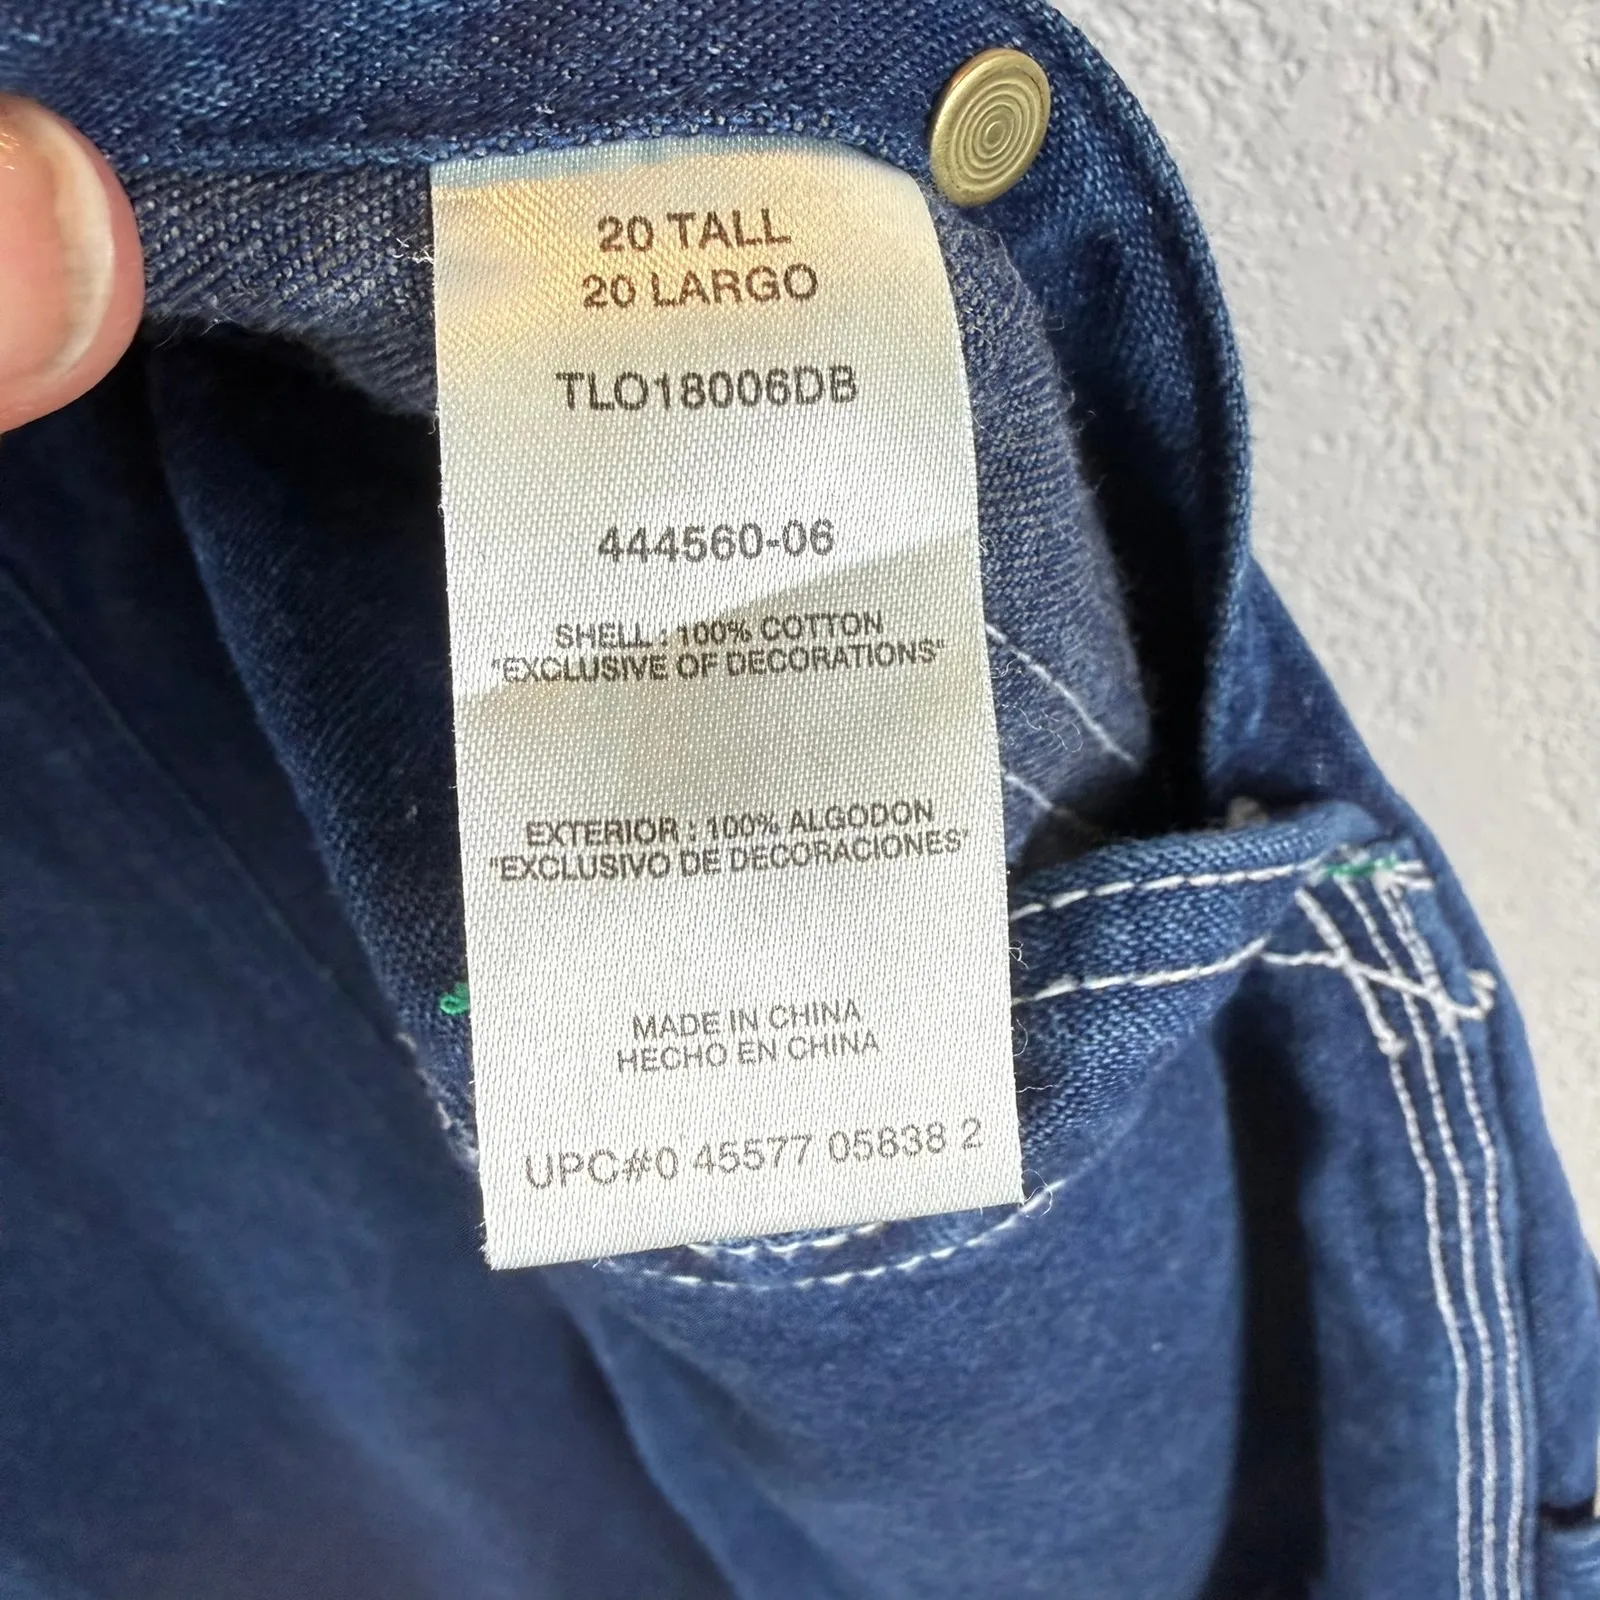 20 TALL
20 LARGO
TLO18006DB
444560-06
SHELL : 100% COTTON
"EXCLUSIVE OF DECORATIONS"
EXTERIOR : 100% ALGODON
"EXCLUSIVO DE DECORACIONES"
MADE IN CHINA
HECHO EN CHINA
UPC#0 45577 05838 2